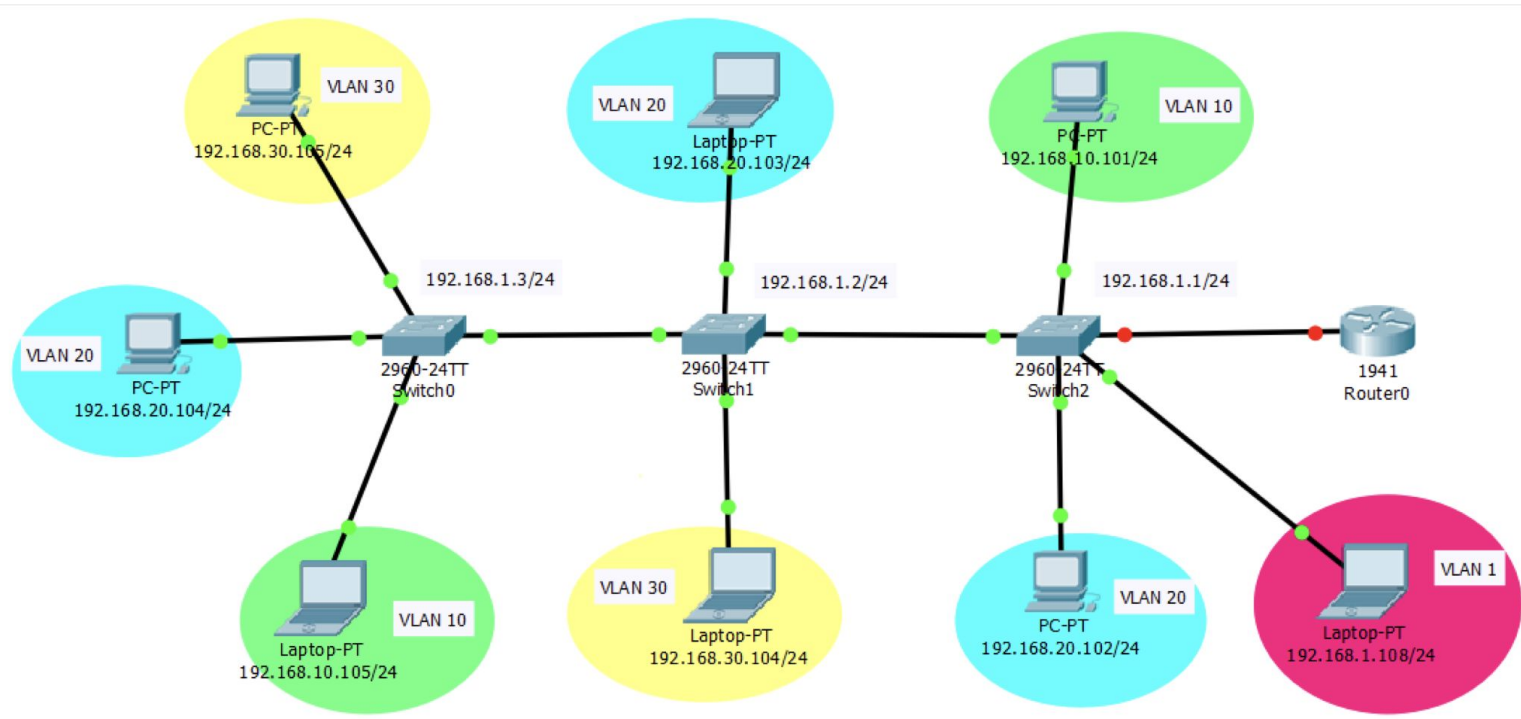 VLAN 30
PC-PT
192.168.30.105/24
VLAN 20
Laptop-PT
192.168.20.103/24
VLAN 10
PC-PT
192.168.10.101/24
192.168.1.3/24
192.168.1.2/24
192.168.1.1/24
VLAN 20
PC-PT
192.168.20.104/24
2960-24TT
Switch0
2960-24TT
Switch1
2960-24TT
Switch2
1941
Router0
VLAN 10
Laptop-PT
192.168.10.105/24
VLAN 30
Laptop-PT
192.168.30.104/24
VLAN 20
PC-PT
192.168.20.102/24
VLAN 1
Laptop-PT
192.168.1.108/24